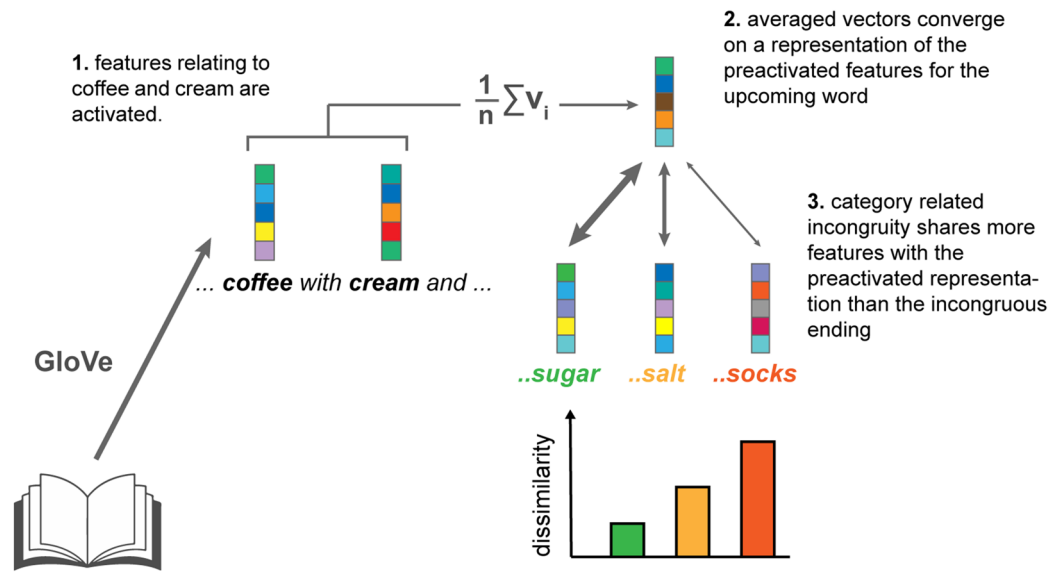 1. features relating to
coffee and cream are
activated.
1/n ∑vᵢ
2. averaged vectors converge
on a representation of the
preactivated features for the
upcoming word
3. category related
incongruity shares more
features with the
preactivated representa-
tion than the incongruous
ending
... coffee with cream and ...
GloVe
..sugar ..salt ..socks
dissimilarity